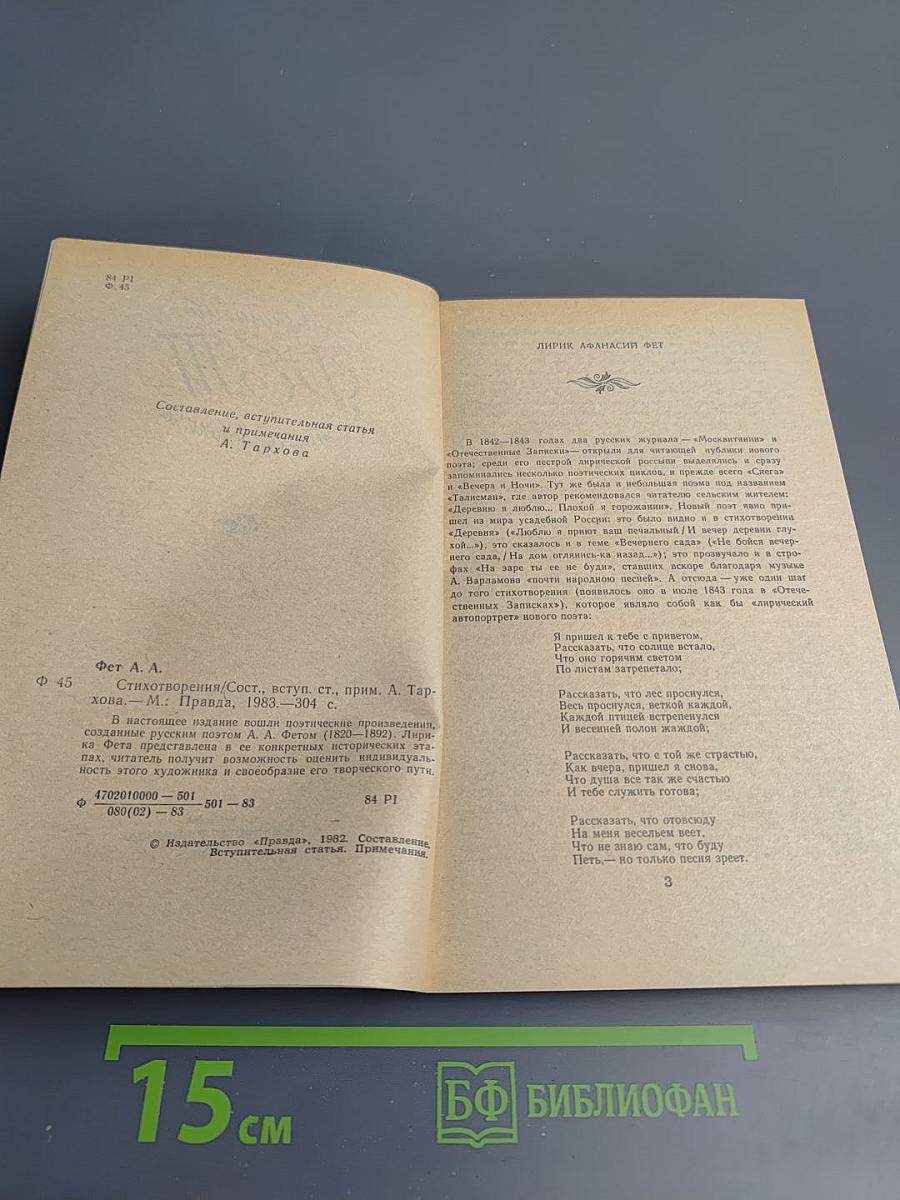 84 Р1
Ф 45
Составление, вступительная статья
и примечания
А. Тархова
Фет А. А.
Ф 45
Стихотворения/Сост., вступ. ст., прим. А. Тар-
хова.— М.: Правда, 1983.—304 с.
В настоящее издание вошли поэтические произведения,
созданные русским поэтом А. А. Фетом (1820—1892). Лири-
ка Фета представлена в ее конкретных исторических эта-
пах, читатель получит возможность оценить индивидуаль-
ность этого художника и своеобразие его творческого пути.
Ф 4702010000 — 501
080(02) — 83
501 — 83
84 Р1
© Издательство «Правда», 1982. Составление.
Вступительная статья. Примечания.
ЛИРИК АФАНАСИЙ ФЕТ
В 1842—1843 годах два русских журнала — «Москвитянин» и
«Отечественные Записки»— открыли для читающей публики нового
поэта; среди его пестрой лирической россыпи выделялись и сразу
запоминались несколько поэтических циклов, и прежде всего «Снега»
и «Вечера и Ночи». Тут же была и небольшая поэма под названием
«Талисман», где автор рекомендовался читателю сельским жителем:
«Деревню я люблю... Плохой я горожанин». Новый поэт явно при-
шел из мира усадебной России: это было видно и в стихотворении
«Деревня» («Люблю я приют ваш печальный / И вечер деревни глу-
хой...»), это сказалось и в теме «Вечернего сада» («Не бойся вечер-
него сада, / На дом оглянись-ка назад...»); это прозвучало и в стро-
фах «На заре ты ее не буди», ставших вскоре благодаря музыке
А. Варламова «почти народною песней». А отсюда — уже один шаг
до того стихотворения (появилось оно в июле 1843 года в «Отече-
ственных Записках»), которое являло собой как бы «лирический
автопортрет» нового поэта:
Я пришел к тебе с приветом,
Рассказать, что солнце встало,
Что оно горячим светом
По листам затрепетало;
Рассказать, что лес проснулся,
Весь проснулся, веткой каждой,
Каждой птицей встрепенулся
И весенней полон жаждой;
Рассказать, что с той же страстью,
Как вчера, пришел я снова,
Что душа все так же счастью
И тебе служить готова;
Рассказать, что отовсюду
На меня весельем веет,
Что не знаю сам, что буду
Петь,— но только песня зреет.
3
15 см
БФ БИБЛИОФАН